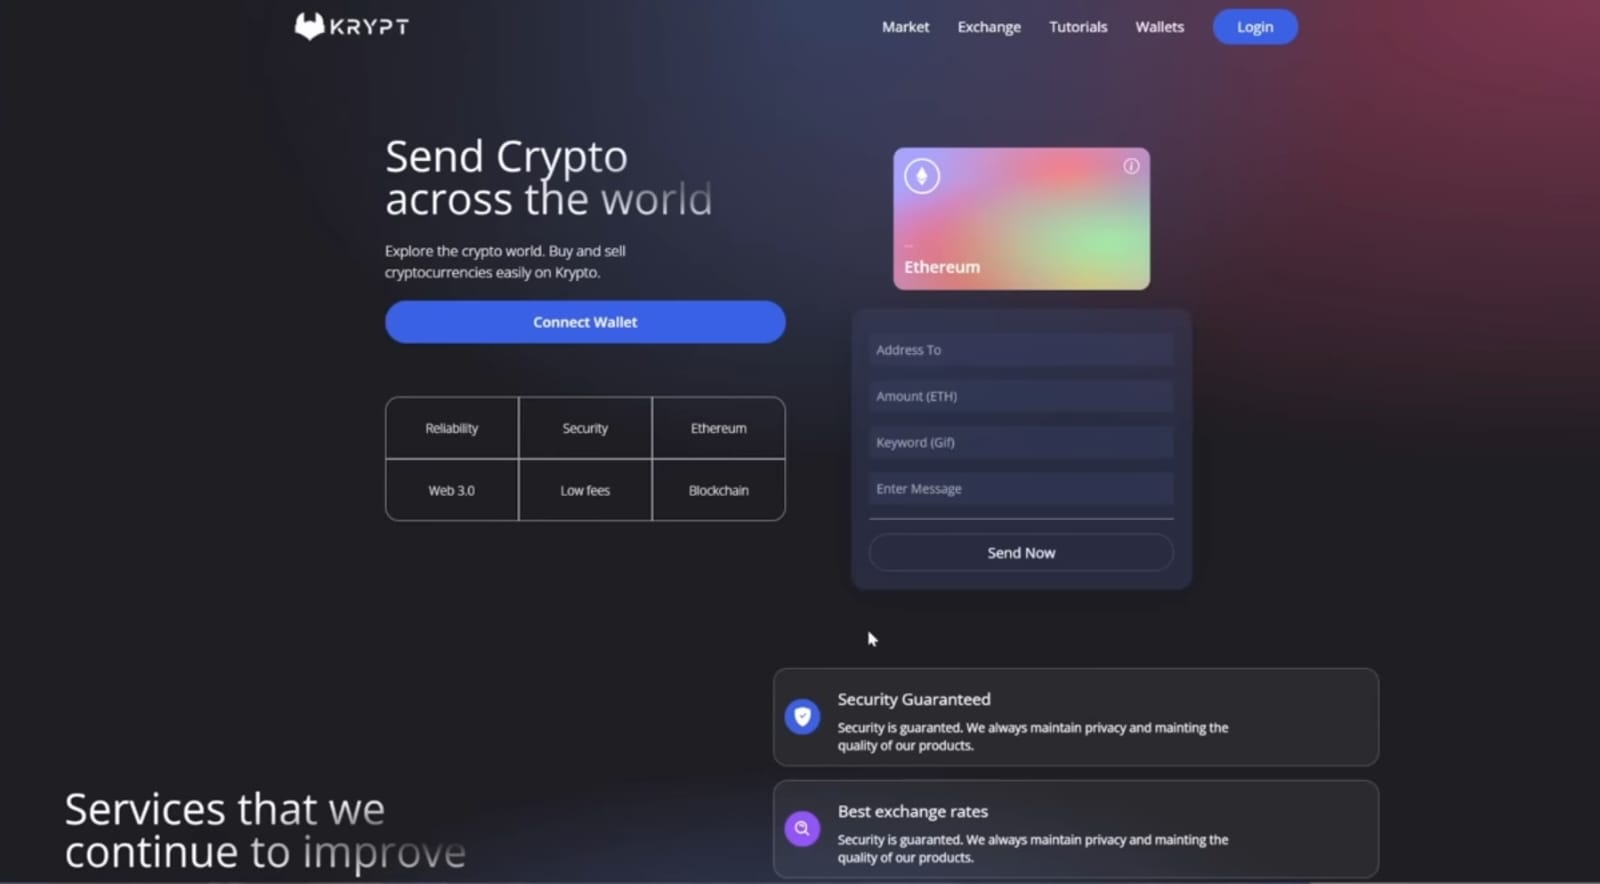 KRYPT
Market
Exchange
Tutorials
Wallets
Login
Send Crypto
across the world
Explore the crypto world. Buy and sell
cryptocurrencies easily on Krypto.
Connect Wallet
Reliability
Security
Ethereum
Web 3.0
Low fees
Blockchain
Ethereum
Address To
Amount (ETH)
Keyword (Gif)
Enter Message
Send Now
Services that we
continue to improve
Security Guaranteed
Security is guaranted. We always maintain privacy and mainting the
quality of our products.
Best exchange rates
Security is guaranted. We always maintain privacy and mainting the
quality of our products.